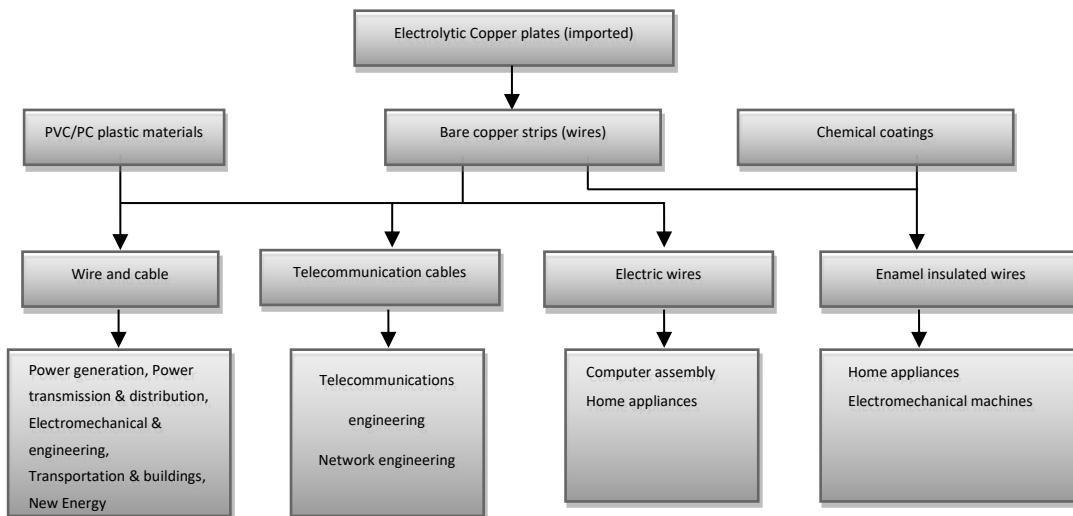 Electrolytic Copper plates (imported)
PVC/PC plastic materials
Bare copper strips (wires)
Chemical coatings
Wire and cable
Telecommunication cables
Electric wires
Enamel insulated wires
Power generation, Power
transmission & distribution,
Electromechanical &
engineering,
Transportation & buildings,
New Energy
Telecommunications
engineering
Network engineering
Computer assembly
Home appliances
Home appliances
Electromechanical machines